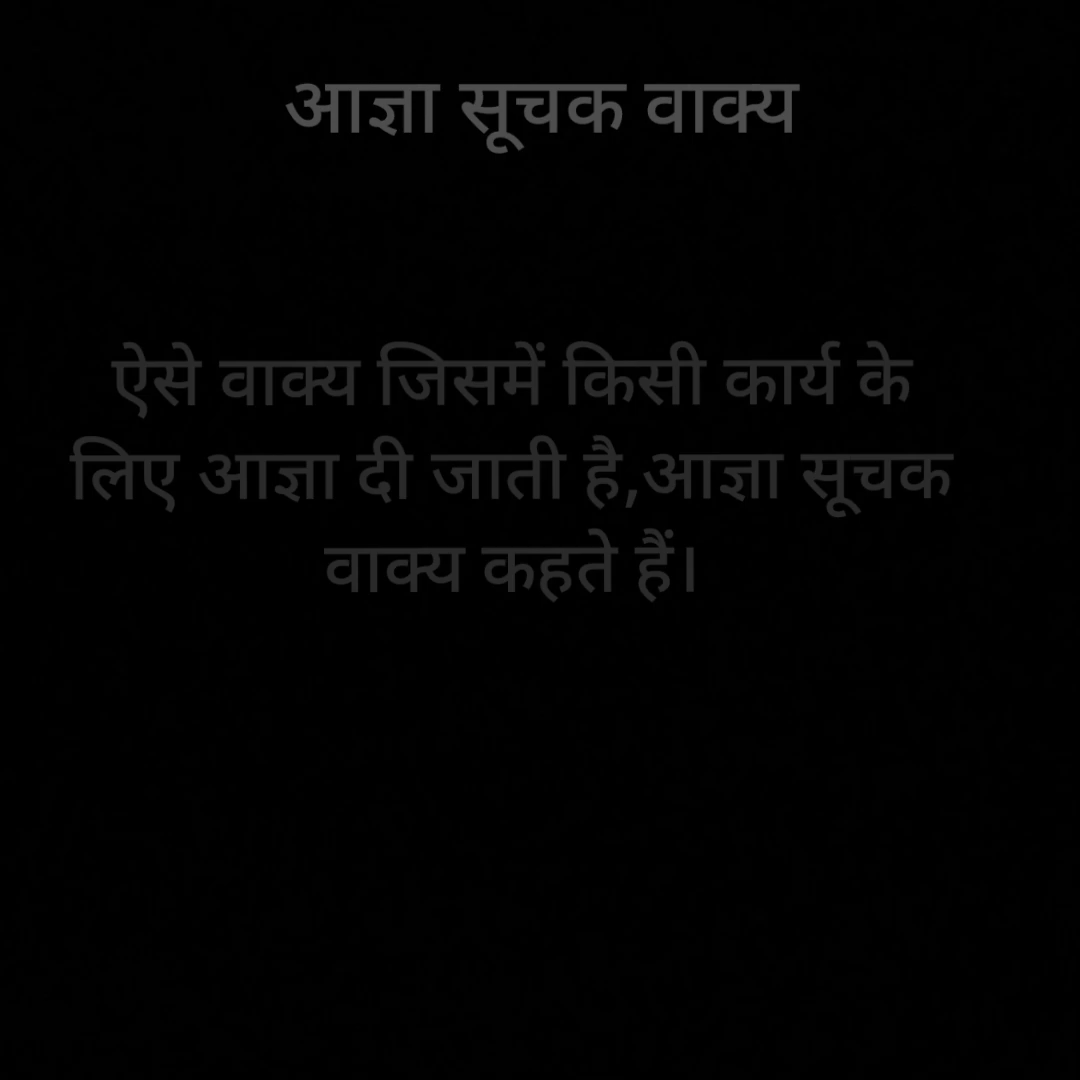 आज्ञा सूचक वाक्य
ऐसे वाक्य जिसमें किसी कार्य के
लिए आज्ञा दी जाती है,आज्ञा सूचक
वाक्य कहते हैं।